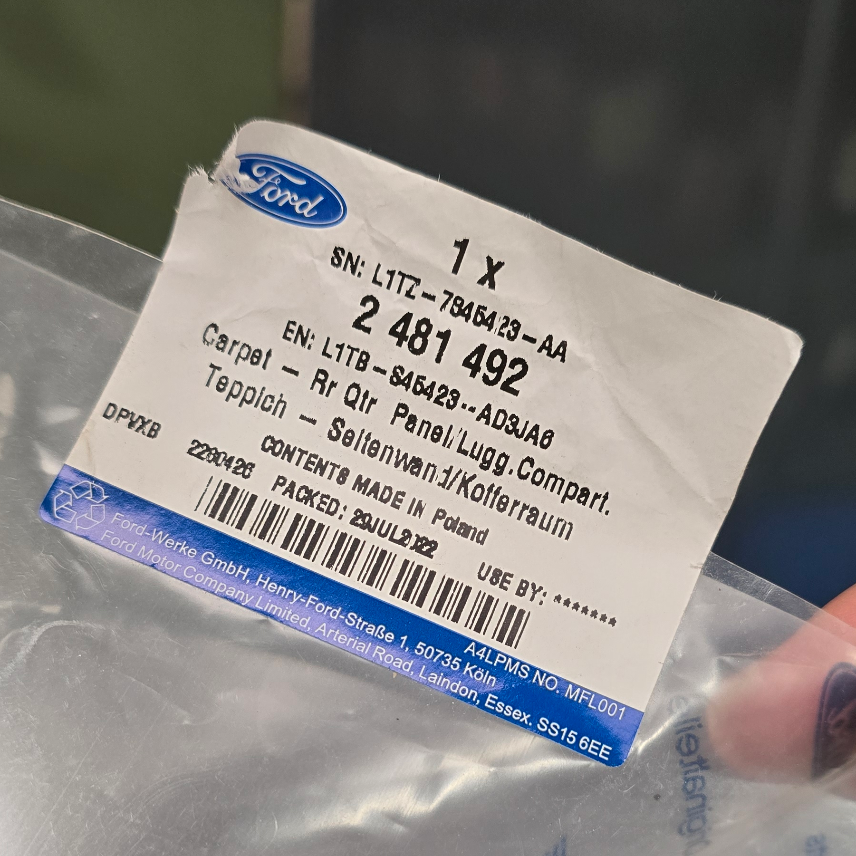 Ford
1 x
SN: L1TZ-7845423-AA
2 481 492
EN: L1TB-S45423--AD3JA6
Carpet - Rr Qtr Panel/Lugg.Compart.
Teppich - Seitenwand/Kofferraum
DPVXB
CONTENTS MADE IN Poland
2290426 PACKED: 29JUL2022
USE BY: *******
A4LPMS NO. MFL001
Ford-Werke GmbH, Henry-Ford-Straße 1, 50735 Köln
Ford Motor Company Limited, Arterial Road, Laindon, Essex. SS15 6EE